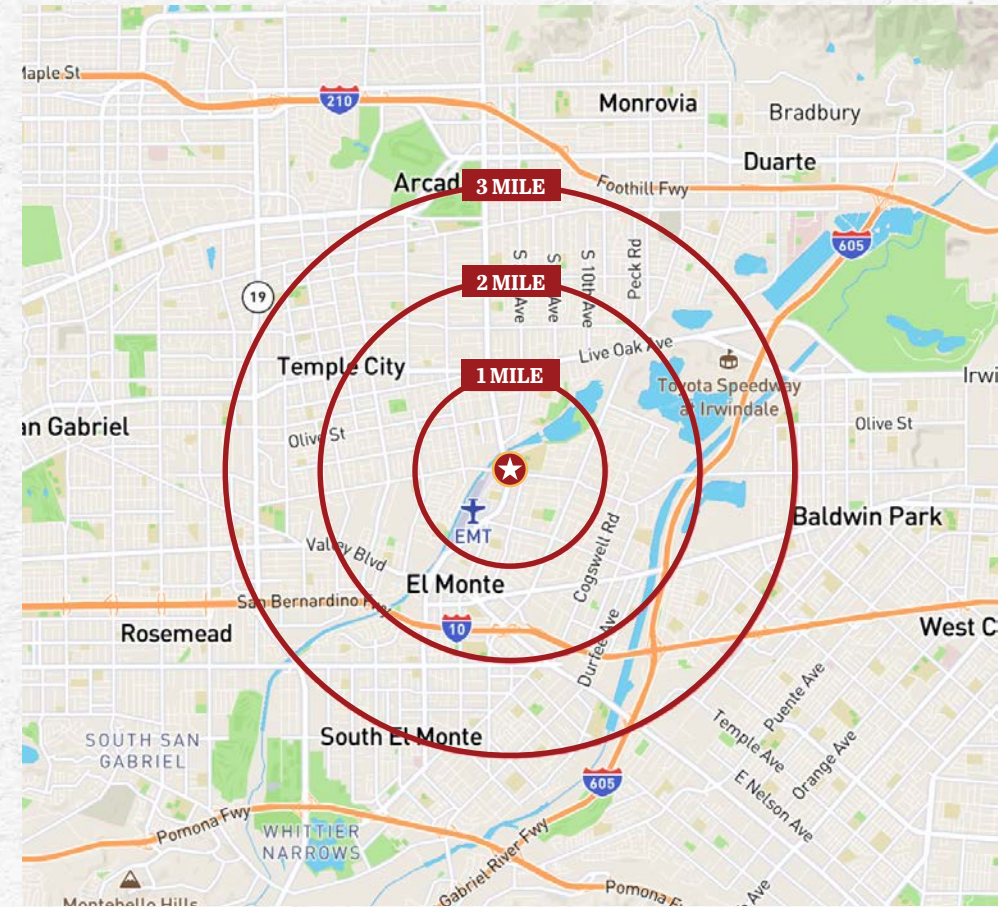 Maple St
210
Monrovia
Bradbury
Duarte
Arcad
3 MILE
Foothill Fwy
605
19
S
Ave
S
Ave
S 10th Ave
Peck Rd
2 MILE
Live Oak Ave
Temple City
1 MILE
Toyota Speedway
at Irwindale
Irwi
an Gabriel
Olive St
Olive St
EMT
Baldwin Park
Valley Blvd
Cogswell Rd
El Monte
San Bernardino Fwy
10
Rosemead
West C
Durfee Ave
Puente Ave
Temple Ave
Orange Ave
SOUTH SAN
GABRIEL
South El Monte
605
E Nelson Ave
Pomona Fwy
WHITTIER
NARROWS
Gabriel River Fwy
Pomona F
Ave
Montebello Hills